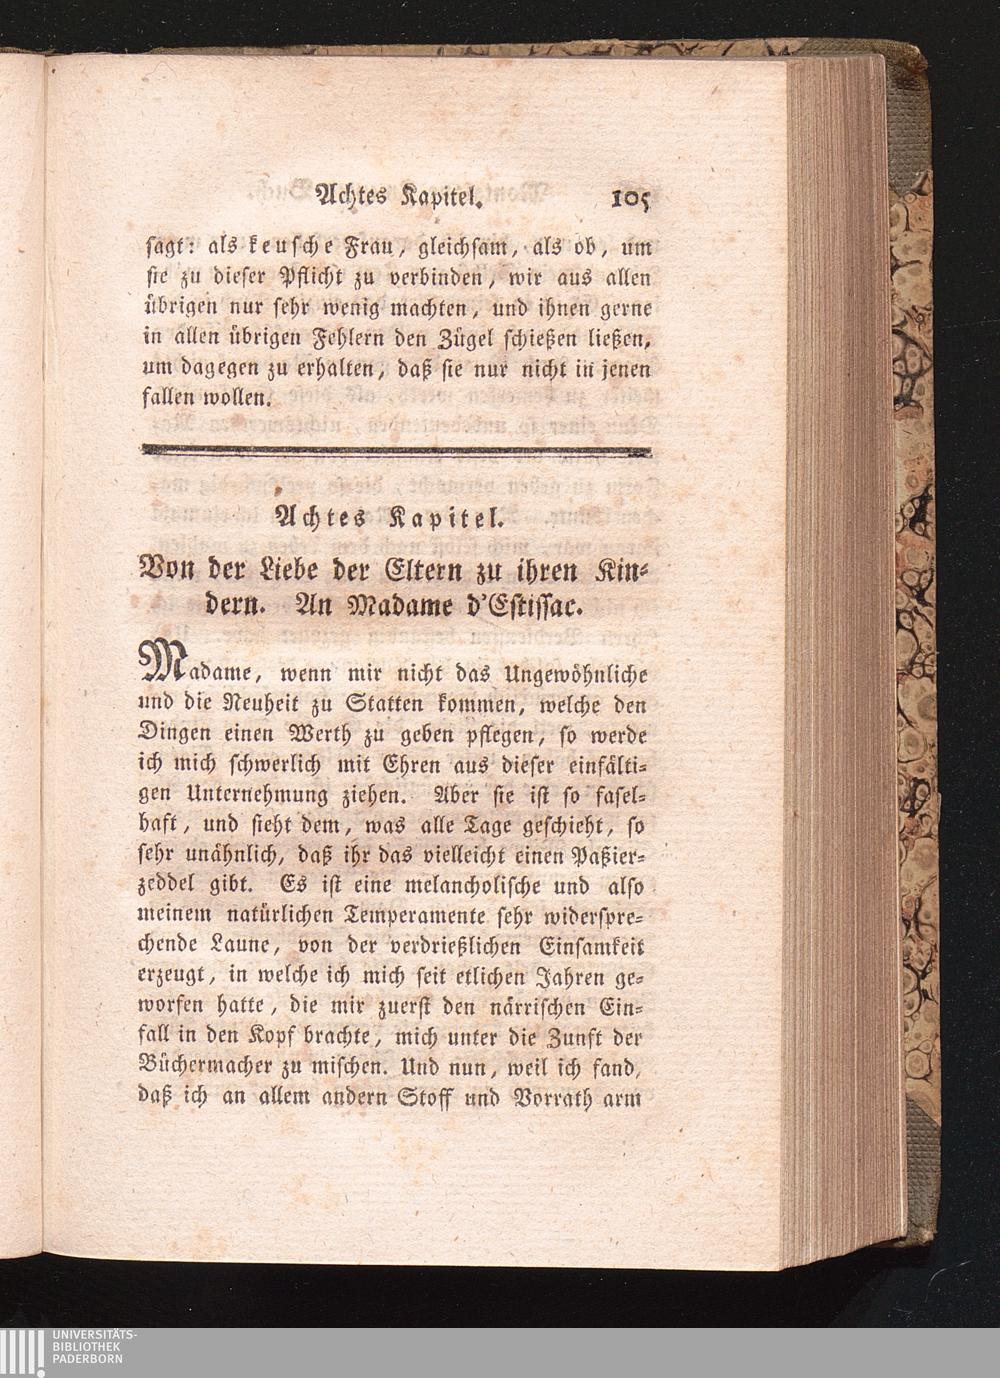 Achtes Kapitel. 105
sagt: als keusche Frau, gleichsam, als ob, um
sie zu dieser Pflicht zu verbinden, wir aus allen
übrigen nur sehr wenig machten, und ihnen gerne
in allen übrigen Fehlern den Zügel schießen ließen,
um dagegen zu erhalten, daß sie nur nicht in jenen
fallen wollen.
Achtes Kapitel.
Von der Liebe der Eltern zu ihren Kin-
dern. An Madame d'Estissac.
Madame, wenn mir nicht das Ungewöhnliche
und die Neuheit zu Statten kommen, welche den
Dingen einen Werth zu geben pflegen, so werde
ich mich schwerlich mit Ehren aus dieser einfälti-
gen Unternehmung ziehen. Aber sie ist so fasel-
haft, und sieht dem, was alle Tage geschieht, so
sehr unähnlich, daß ihr das vielleicht einen Paßier-
zeddel gibt. Es ist eine melancholische und also
meinem natürlichen Temperamente sehr widerspre-
chende Laune, von der verdrießlichen Einsamkeit
erzeugt, in welche ich mich seit etlichen Jahren ge-
worfen hatte, die mir zuerst den närrischen Ein-
fall in den Kopf brachte, mich unter die Zunft der
Büchermacher zu mischen. Und nun, weil ich fand,
daß ich an allem andern Stoff und Vorrath arm
UNIVERSITÄTS-
BIBLIOTHEK
PADERBORN